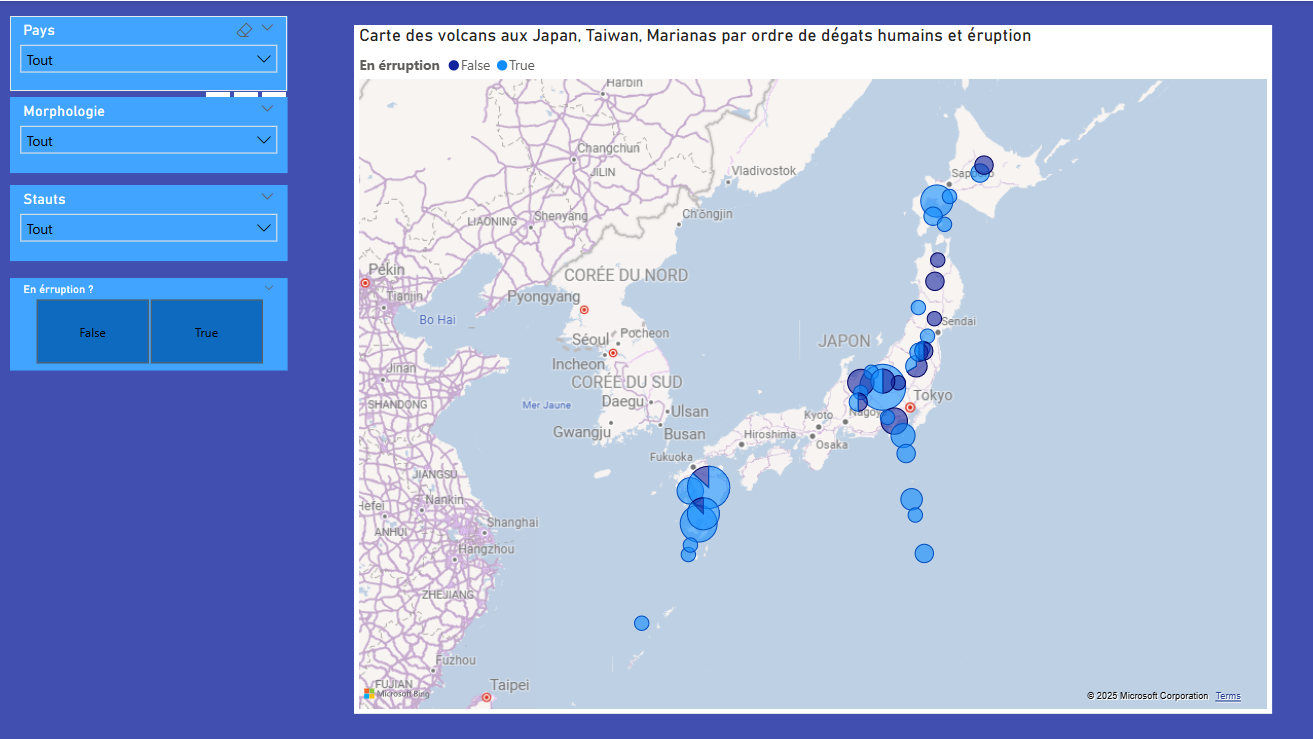 Pays
Tout
Morphologie
Tout
Stauts
Tout
En érruption ?
False
True
Carte des volcans aux Japan, Taiwan, Marianas par ordre de dégats humains et éruption
En érruption False True
Harbin
Changchun
JILIN
Vladivostok
Sapporo
Ch'ŏngjin
LIAONING
Shenyang
Pékin
CORÉE DU NORD
Tianjin
Pyongyang
Bo Hai
Sendai
Séoul
Pocheon
JAPON
Incheon
Jinan
CORÉE DU SUD
Tokyo
SHANDONG
Mer Jaune
Daegu
Ulsan
Kyoto
Nagoy
Gwangju
Busan
Hiroshima
Osaka
Fukuoka
JIANGSU
Nankin
Hefei
Shanghai
ANHUI
Hangzhou
ZHEJIANG
Fuzhou
FUJIAN
Taipei
Microsoft Bing
© 2025 Microsoft Corporation Terms